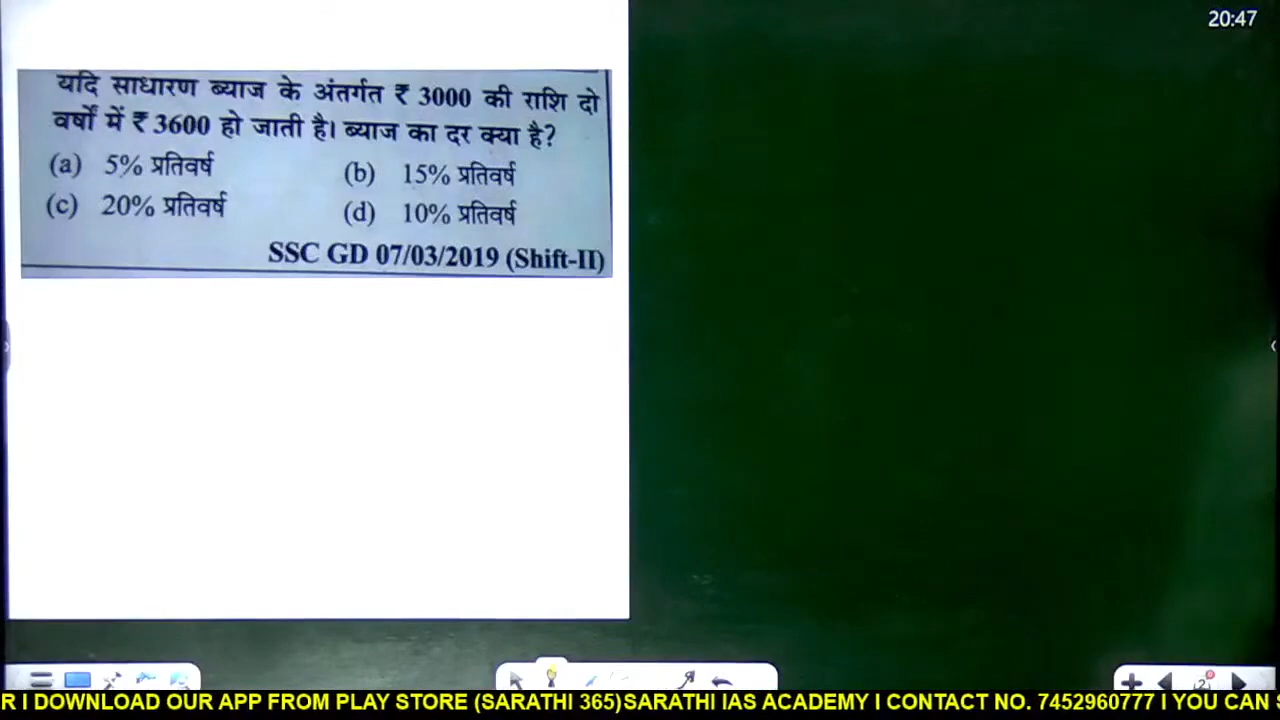 20:47
यदि साधारण ब्याज के अंतर्गत ₹ 3000 की राशि दो
वर्षों में ₹ 3600 हो जाती है। ब्याज का दर क्या है?
(a) 5% प्रतिवर्ष (b) 15% प्रतिवर्ष
(c) 20% प्रतिवर्ष (d) 10% प्रतिवर्ष
SSC GD 07/03/2019 (Shift-II)
R I DOWNLOAD OUR APP FROM PLAY STORE (SARATHI 365)SARATHI IAS ACADEMY I CONTACT NO. 7452960777 I YOU CAN